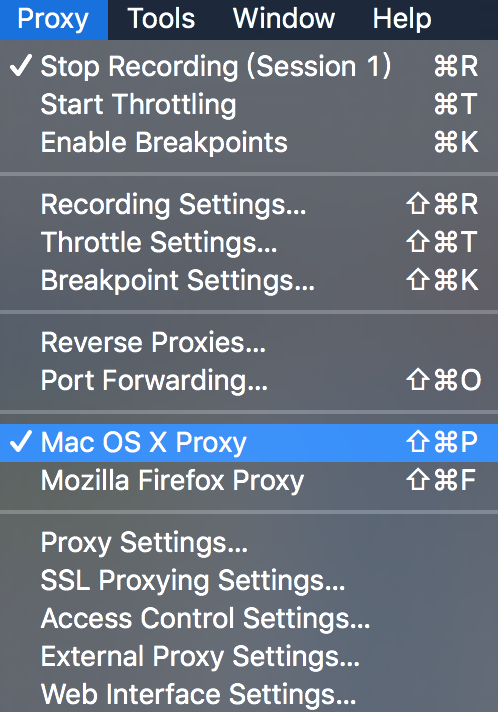 Proxy Tools Window Help
✓ Stop Recording (Session 1) ⌘R
Start Throttling ⌘T
Enable Breakpoints ⌘K
Recording Settings... ⇧⌘R
Throttle Settings... ⇧⌘T
Breakpoint Settings... ⇧⌘K
Reverse Proxies...
Port Forwarding... ⇧⌘O
✓ Mac OS X Proxy ⇧⌘P
Mozilla Firefox Proxy ⇧⌘F
Proxy Settings...
SSL Proxying Settings...
Access Control Settings...
External Proxy Settings...
Web Interface Settings...